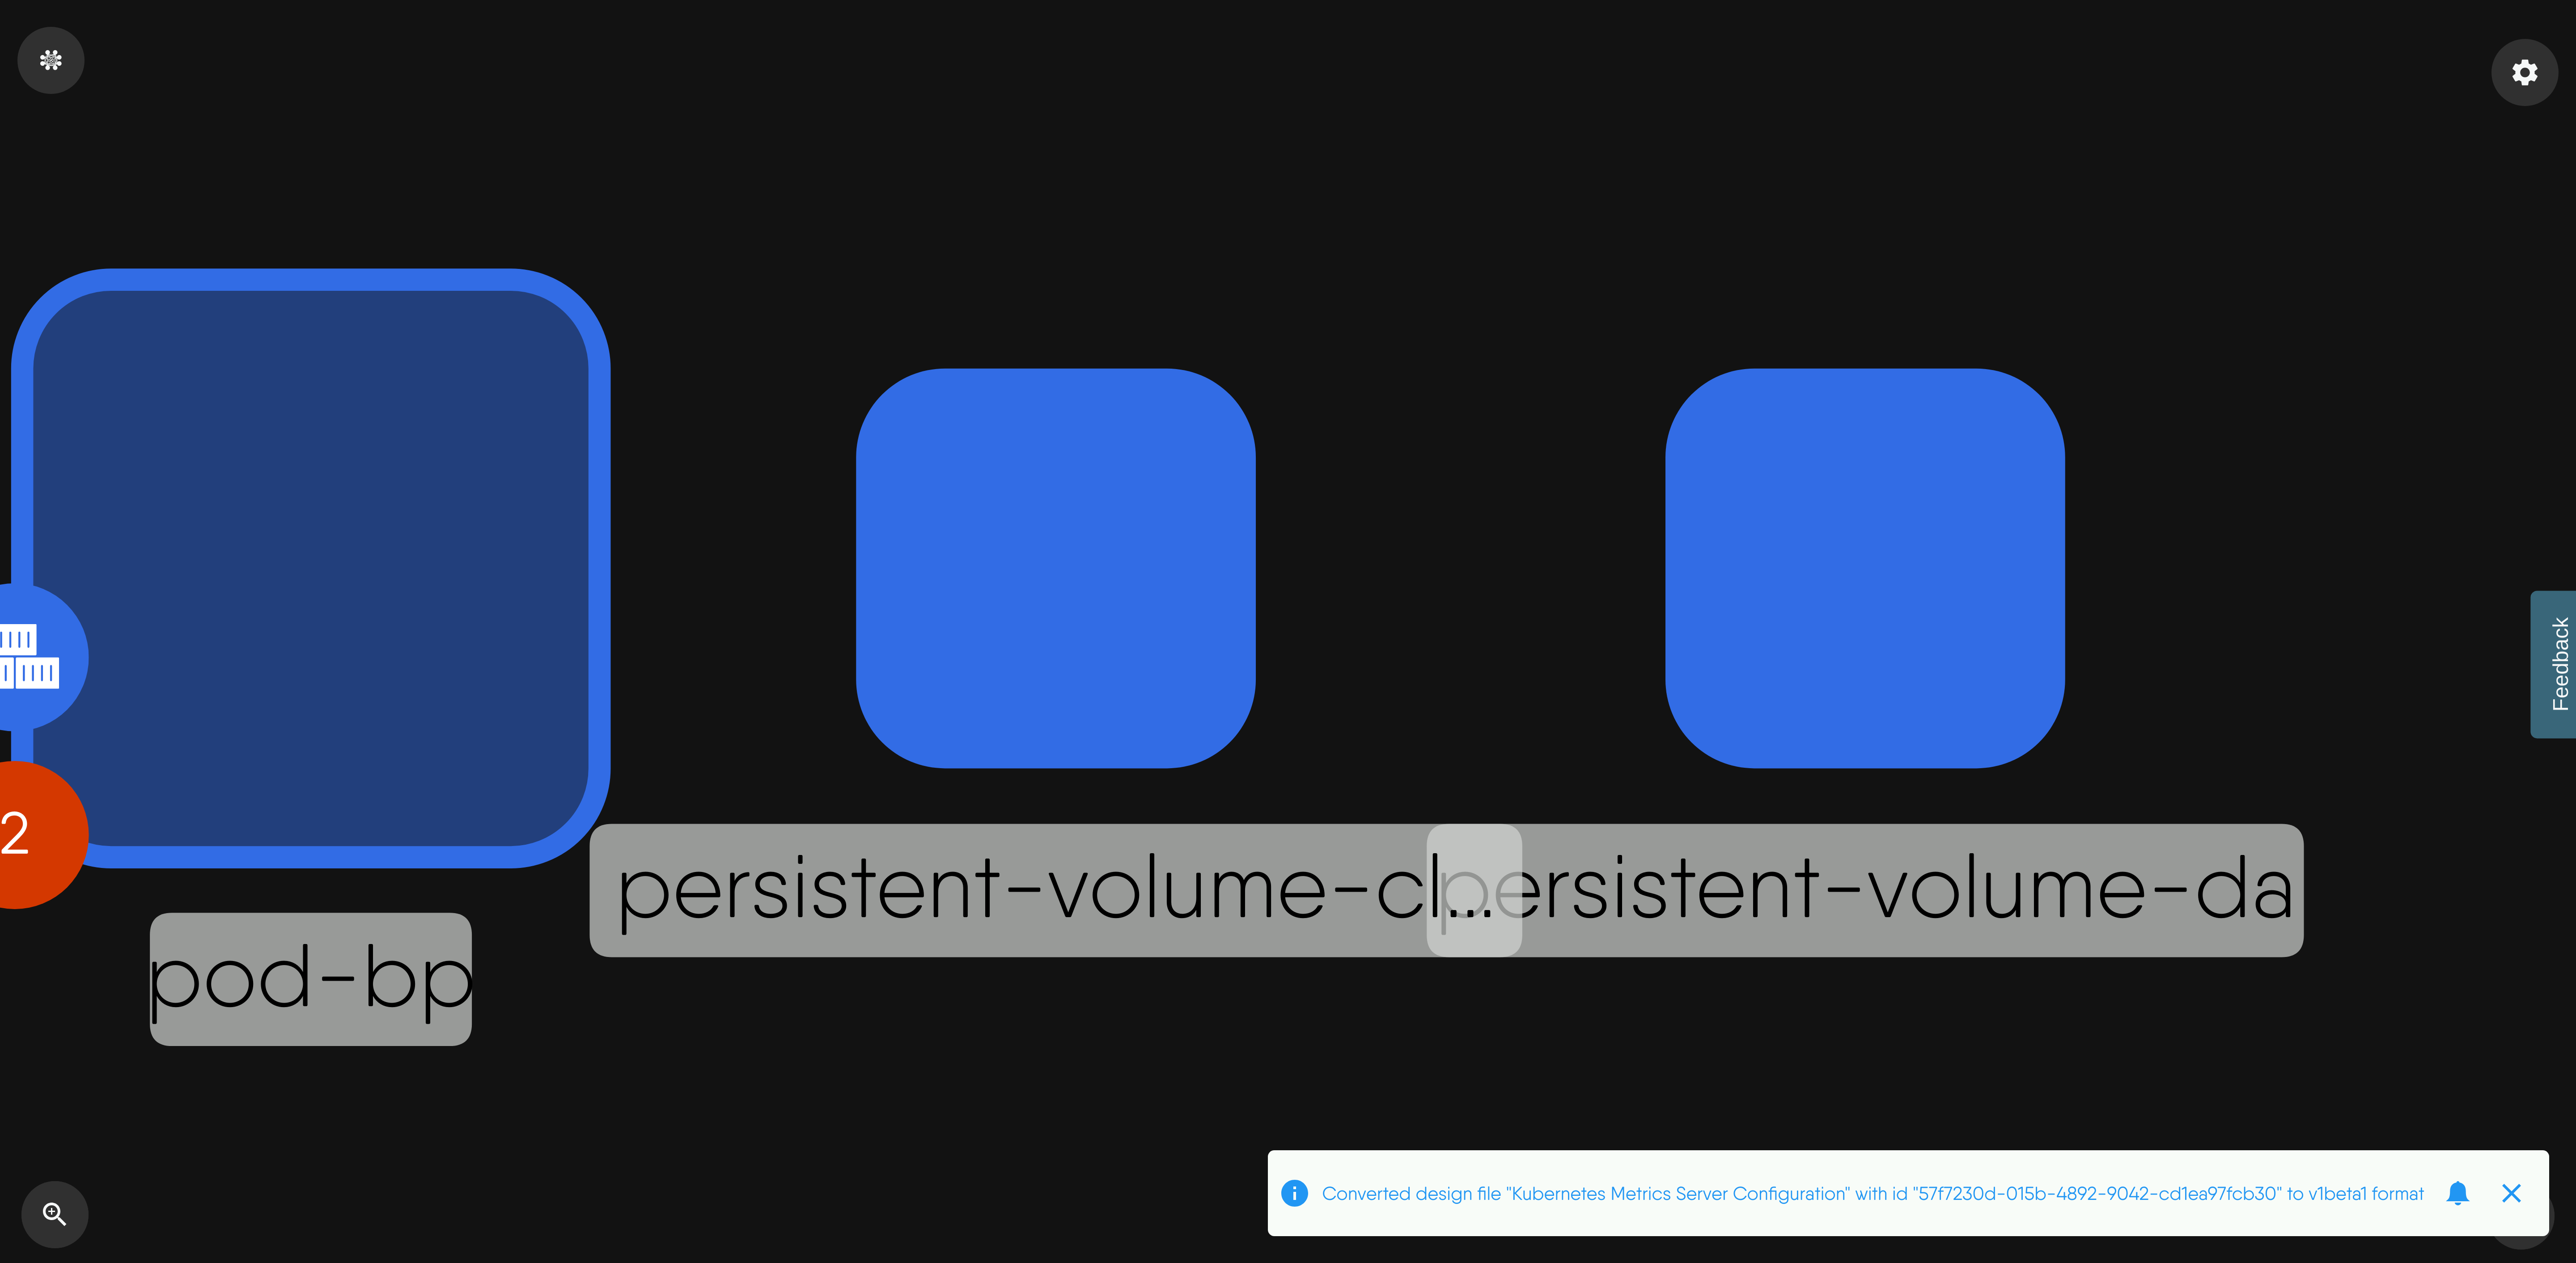 Feedback
2
persistent-volume-cl...
persistent-volume-da
pod-bp
Converted design file "Kubernetes Metrics Server Configuration" with id "57f7230d-015b-4892-9042-cd1ea97fcb30" to v1beta1 format